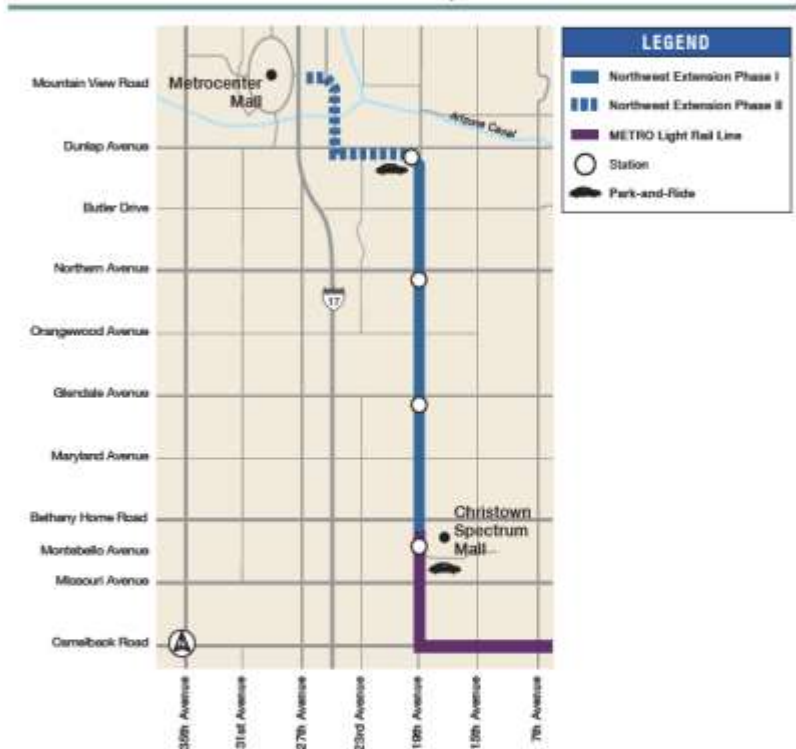 LEGEND
Northwest Extension Phase I
Northwest Extension Phase II
METRO Light Rail Line
Station
Park-and-Ride
Mountain View Road
Metrocenter
Mall
Arizona Canal
Dunlap Avenue
Butler Drive
Northern Avenue
17
Orangewood Avenue
Glendale Avenue
Maryland Avenue
Bethany Home Road
Christown
Spectrum
Mall
Montebello Avenue
Missouri Avenue
Camelback Road
35th Avenue
31st Avenue
27th Avenue
23rd Avenue
19th Avenue
15th Avenue
7th Avenue